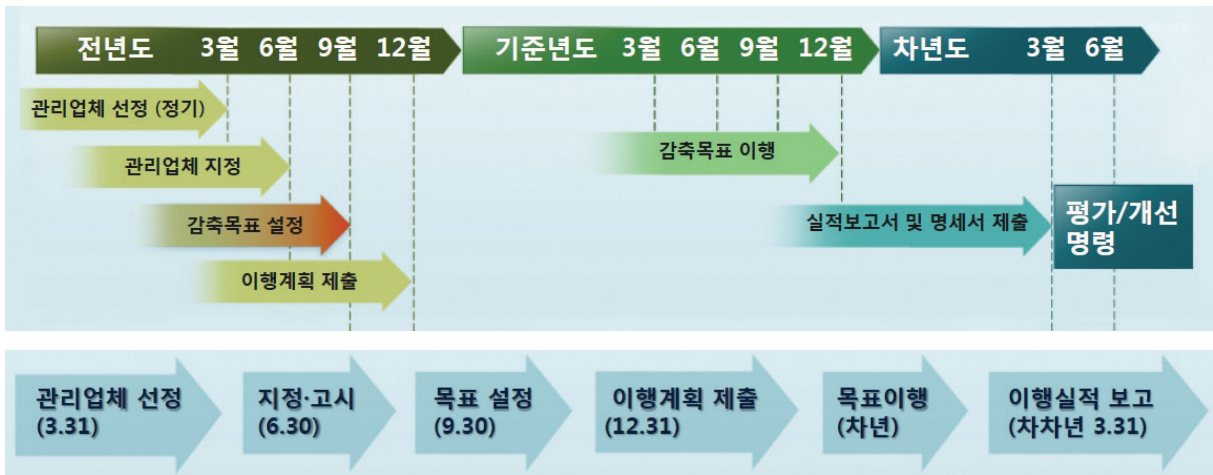 전년도 3월 6월 9월 12월 기준년도 3월 6월 9월 12월 차년도 3월 6월
관리업체 선정 (정기)
관리업체 지정
감축목표 이행
감축목표 설정
실적보고서 및 명세서 제출
평가/개선
명령
이행계획 제출
관리업체 선정
(3.31)
지정·고시
(6.30)
목표 설정
(9.30)
이행계획 제출
(12.31)
목표이행
(차년)
이행실적 보고
(차차년 3.31)